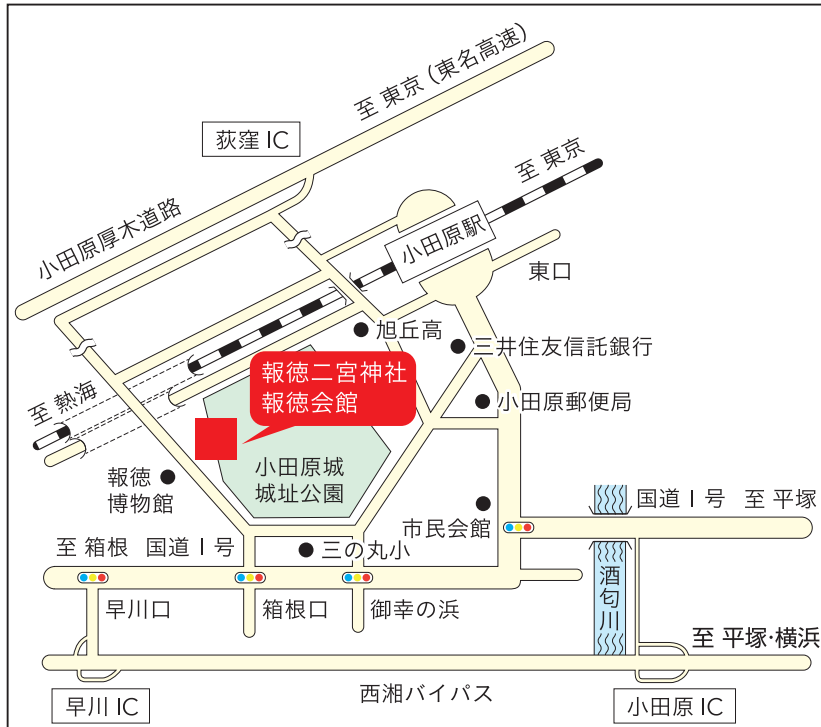 至 東京（東名高速）
荻窪 IC
至 東京
小田原厚木道路
小田原駅
東口
旭丘高
三井住友信託銀行
報徳二宮神社
報徳会館
小田原郵便局
至 熱海
小田原城
城址公園
報徳
博物館
市民会館
国道1号 至 平塚
至 箱根 国道1号
三の丸小
酒匂川
早川口
箱根口
御幸の浜
至 平塚・横浜
早川 IC
西湘バイパス
小田原 IC